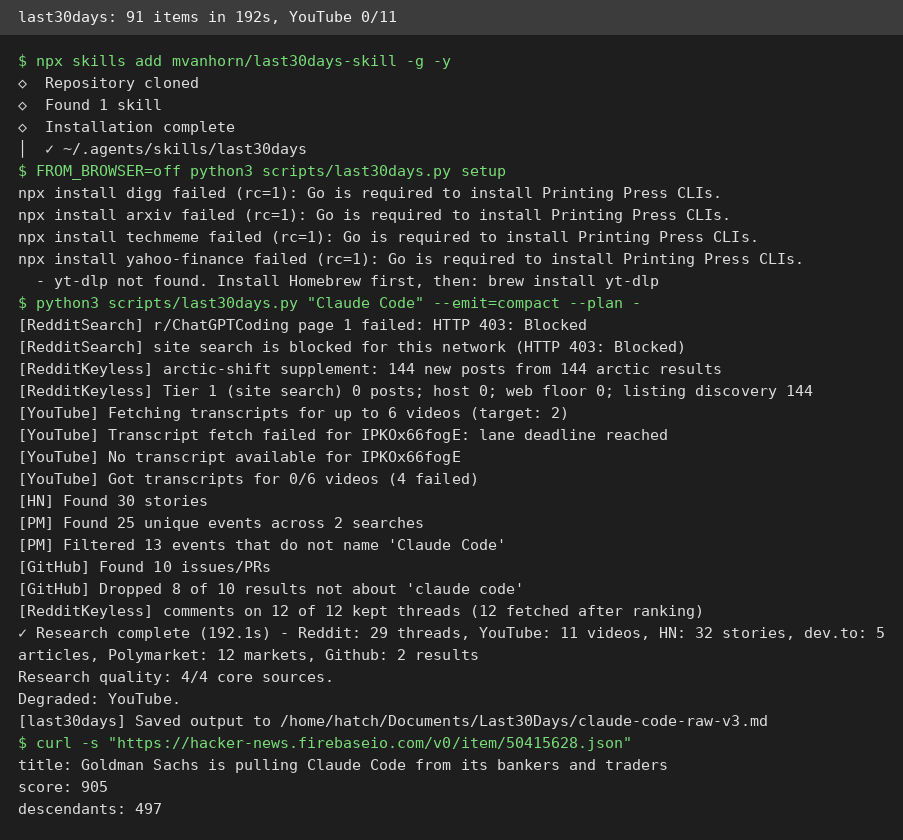 last30days: 91 items in 192s, YouTube 0/11
$ npx skills add mvanhorn/last30days-skill -g -y
◇  Repository cloned
◇  Found 1 skill
◇  Installation complete
│  ✓ ~/.agents/skills/last30days
$ FROM_BROWSER=off python3 scripts/last30days.py setup
npx install digg failed (rc=1): Go is required to install Printing Press CLIs.
npx install arxiv failed (rc=1): Go is required to install Printing Press CLIs.
npx install techmeme failed (rc=1): Go is required to install Printing Press CLIs.
npx install yahoo-finance failed (rc=1): Go is required to install Printing Press CLIs.
  - yt-dlp not found. Install Homebrew first, then: brew install yt-dlp
$ python3 scripts/last30days.py "Claude Code" --emit=compact --plan -
[RedditSearch] r/ChatGPTCoding page 1 failed: HTTP 403: Blocked
[RedditSearch] site search is blocked for this network (HTTP 403: Blocked)
[RedditKeyless] arctic-shift supplement: 144 new posts from 144 arctic results
[RedditKeyless] Tier 1 (site search) 0 posts; host 0; web floor 0; listing discovery 144
[YouTube] Fetching transcripts for up to 6 videos (target: 2)
[YouTube] Transcript fetch failed for IPKOx66fogE: lane deadline reached
[YouTube] No transcript available for IPKOx66fogE
[YouTube] Got transcripts for 0/6 videos (4 failed)
[HN] Found 30 stories
[PM] Found 25 unique events across 2 searches
[PM] Filtered 13 events that do not name 'Claude Code'
[GitHub] Found 10 issues/PRs
[GitHub] Dropped 8 of 10 results not about 'claude code'
[RedditKeyless] comments on 12 of 12 kept threads (12 fetched after ranking)
✓ Research complete (192.1s) - Reddit: 29 threads, YouTube: 11 videos, HN: 32 stories, dev.to: 5
articles, Polymarket: 12 markets, Github: 2 results
Research quality: 4/4 core sources.
Degraded: YouTube.
[last30days] Saved output to /home/hatch/Documents/Last30Days/claude-code-raw-v3.md
$ curl -s "https://hacker-news.firebaseio.com/v0/item/50415628.json"
title: Goldman Sachs is pulling Claude Code from its bankers and traders
score: 905
descendants: 497